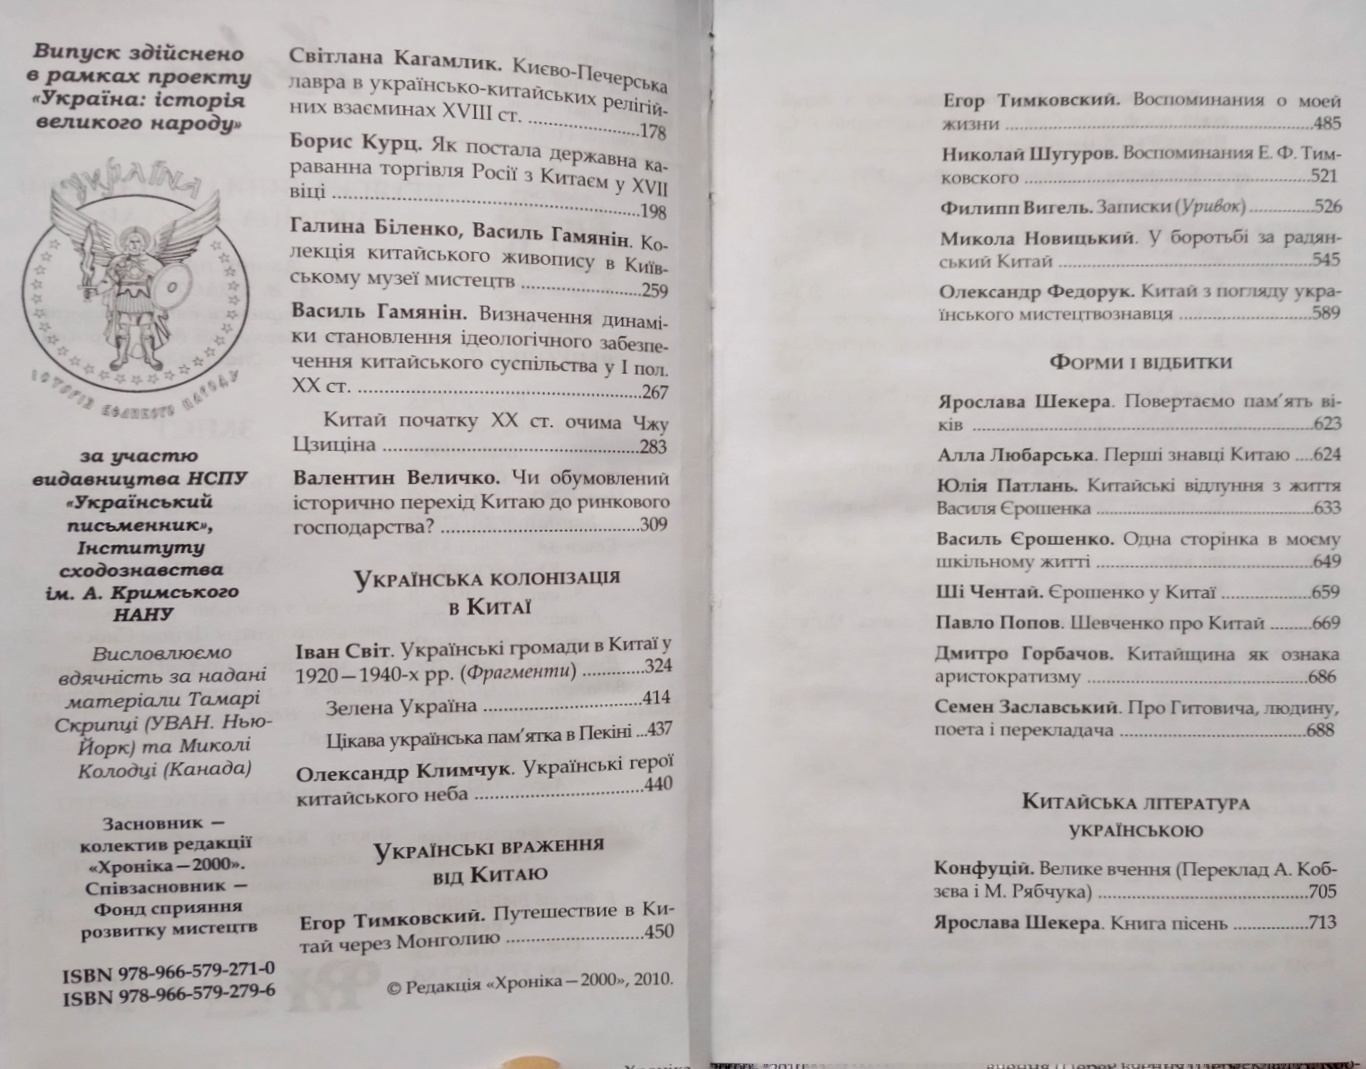 Випуск здійснено
в рамках проекту
«Україна: історія
великого народу»
УКРАЇНА
ІСТОРІЯ ВЕЛИКОГО НАРОДУ
за участю
видавництва НСПУ
«Український
письменник»,
Інституту
сходознавства
ім. А. Кримського
НАНУ
Висловлюємо
вдячність за надані
матеріали Тамарі
Скрипці (УВАН. Нью-
Йорк) та Миколі
Колодці (Канада)
Засновник —
колектив редакції
«Хроніка—2000».
Співзасновник —
Фонд сприяння
розвитку мистецтв
ISBN 978-966-579-271-0
ISBN 978-966-579-279-6
Світлана Кагамлик. Києво-Печерська
лавра в українсько-китайських релігій-
них взаєминах XVIII ст. ...................178
Борис Курц. Як постала державна ка-
раванна торгівля Росії з Китаєм у XVII
віці ...................198
Галина Біленко, Василь Гамянін. Ко-
лекція китайського живопису в Київ-
ському музеї мистецтв ...................259
Василь Гамянін. Визначення динамі-
ки становлення ідеологічного забезпе-
чення китайського суспільства у І пол.
ХХ ст. ...................267
Китай початку ХХ ст. очима Чжу
Цзиціна ...................283
Валентин Величко. Чи обумовлений
історично перехід Китаю до ринкового
господарства? ...................309
Українська колонізація
в Китаї
Іван Світ. Українські громади в Китаї у
1920—1940-х рр. (Фрагменти) ............324
Зелена Україна ...................414
Цікава українська пам'ятка в Пекіні ...437
Олександр Климчук. Українські герої
китайського неба ...................440
Українські враження
від Китаю
Егор Тимковский. Путешествие в Ки-
тай через Монголию ...................450
© Редакція «Хроніка—2000», 2010.
Егор Тимковский. Воспоминания о моей
жизни ...................485
Николай Шугуров. Воспоминания Е. Ф. Тим-
ковского ...................521
Филипп Вигель. Записки (Уривок) ............526
Микола Новицький. У боротьбі за радян-
ський Китай ...................545
Олександр Федорук. Китай з погляду укра-
їнського мистецтвознавця ...................589
Форми і відбитки
Ярослава Шекера. Повертаємо пам'ять ві-
ків ...................623
Алла Любарська. Перші знавці Китаю ....624
Юлія Патлань. Китайські відлуння з життя
Василя Єрошенка ...................633
Василь Єрошенко. Одна сторінка в моєму
шкільному житті ...................649
Ші Чентай. Єрошенко у Китаї ...................659
Павло Попов. Шевченко про Китай ..........669
Дмитро Горбачов. Китайщина як ознака
аристократизму ...................686
Семен Заславський. Про Гитовича, людину,
поета і перекладача ...................688
Китайська література
українською
Конфуцій. Велике вчення (Переклад А. Коб-
зєва і М. Рябчука) ...................705
Ярослава Шекера. Книга пісень ..............713